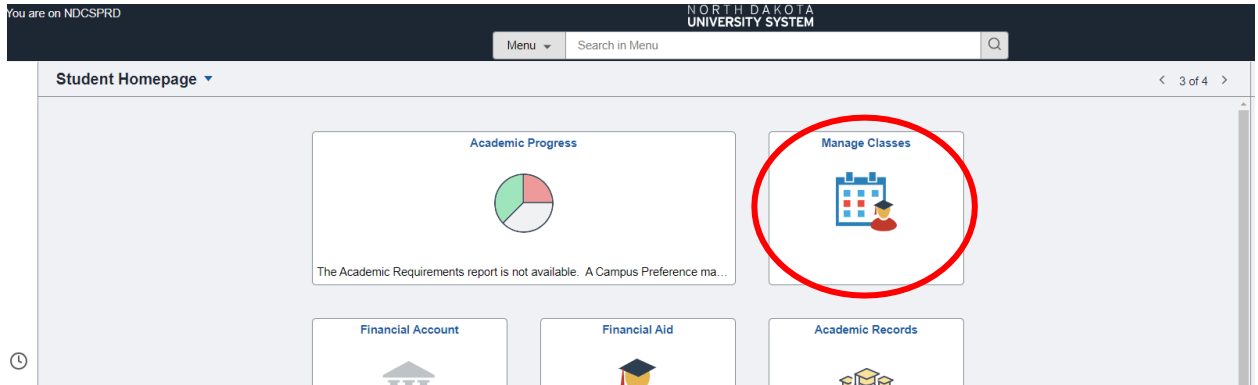 You are on NDCSPRD
NORTH DAKOTA
UNIVERSITY SYSTEM
Menu
Search in Menu
Student Homepage
3 of 4
Academic Progress
Manage Classes
The Academic Requirements report is not available. A Campus Preference ma...
Financial Account
Financial Aid
Academic Records